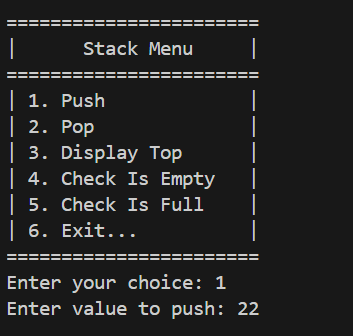 =======================
|      Stack Menu     |
=======================
| 1. Push             |
| 2. Pop              |
| 3. Display Top      |
| 4. Check Is Empty   |
| 5. Check Is Full    |
| 6. Exit...          |
=======================
Enter your choice: 1
Enter value to push: 22